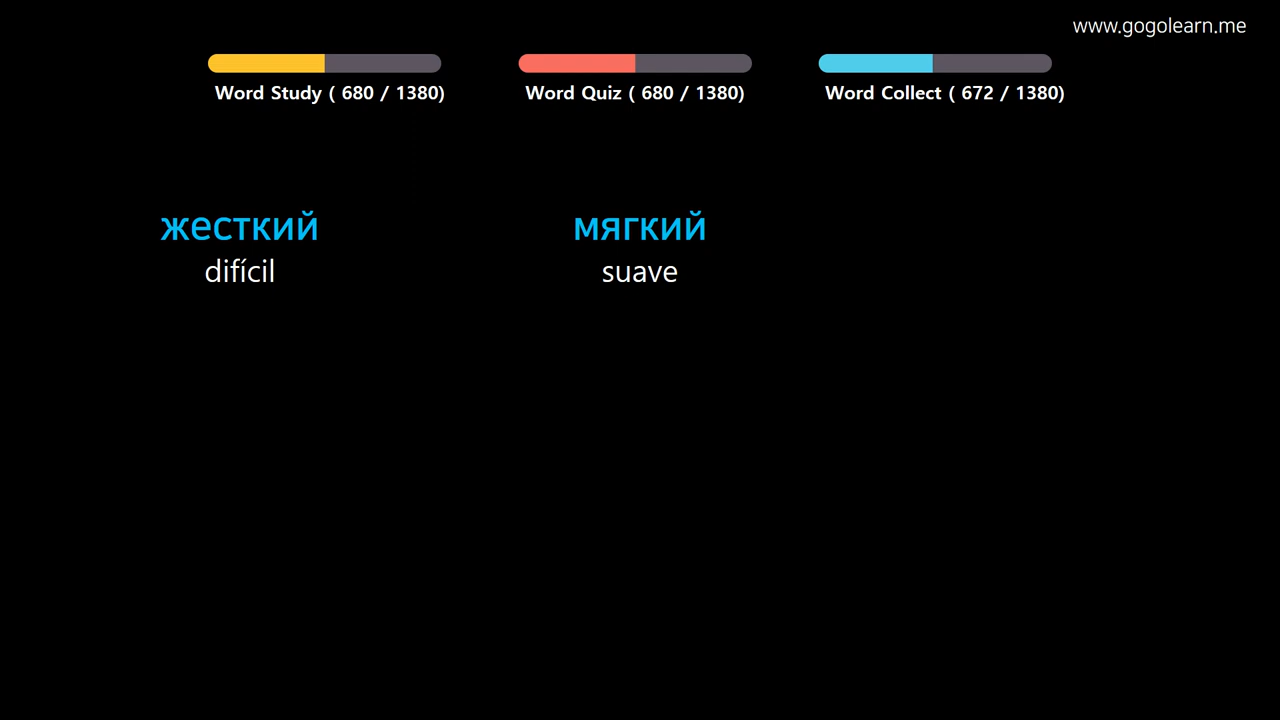 www.gogolearn.me
Word Study ( 680 / 1380)
Word Quiz ( 680 / 1380)
Word Collect ( 672 / 1380)
жесткий
difícil
мягкий
suave